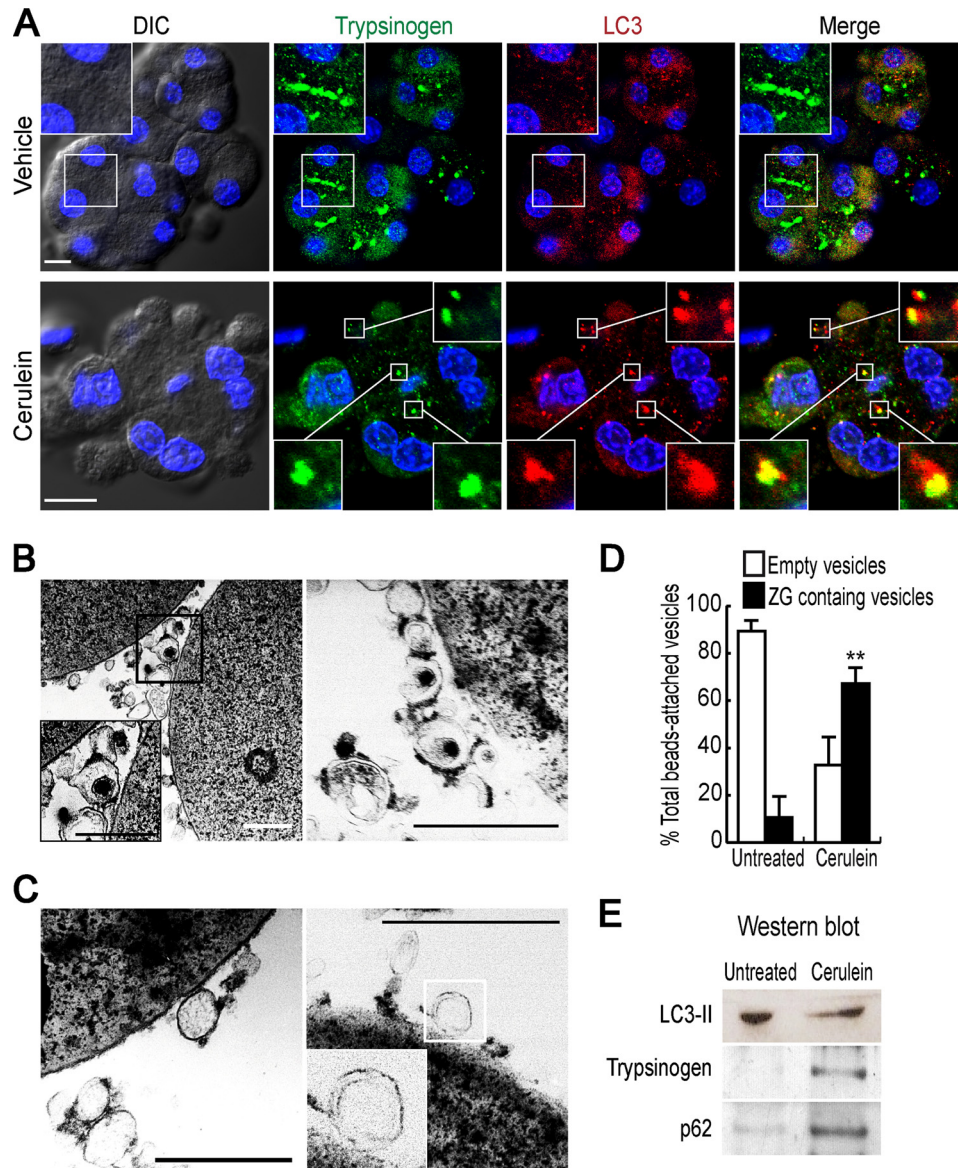 A
DIC
Trypsinogen
LC3
Merge
Vehicle
Cerulein
B
C
D
Empty vesicles
ZG containg vesicles
% Total beads-attached vesicles
100
80
60
40
20
0
**
Untreated
Cerulein
E
Western blot
Untreated
Cerulein
LC3-II
Trypsinogen
p62